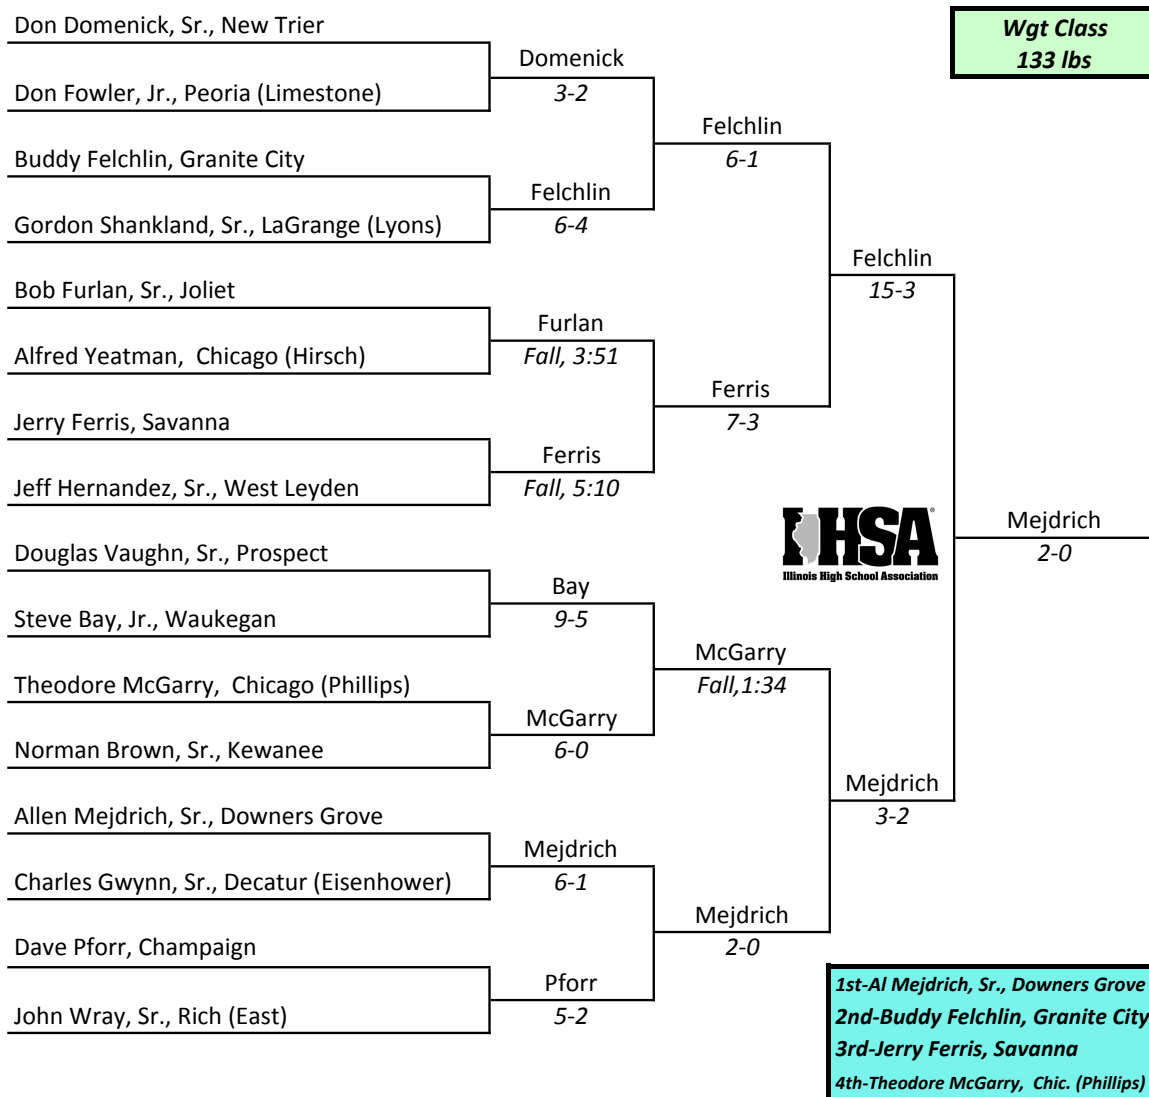 Don Domenick, Sr., New Trier
Wgt Class
133 lbs
Domenick
3-2
Don Fowler, Jr., Peoria (Limestone)
Felchlin
6-1
Buddy Felchlin, Granite City
Felchlin
6-4
Gordon Shankland, Sr., LaGrange (Lyons)
Felchlin
15-3
Bob Furlan, Sr., Joliet
Furlan
Fall, 3:51
Alfred Yeatman,  Chicago (Hirsch)
Ferris
7-3
Jerry Ferris, Savanna
Ferris
Fall, 5:10
Jeff Hernandez, Sr., West Leyden
IHSA
®
Illinois High School Association
Mejdrich
2-0
Douglas Vaughn, Sr., Prospect
Bay
9-5
Steve Bay, Jr., Waukegan
McGarry
Fall,1:34
Theodore McGarry,  Chicago (Phillips)
McGarry
6-0
Norman Brown, Sr., Kewanee
Mejdrich
3-2
Allen Mejdrich, Sr., Downers Grove
Mejdrich
6-1
Charles Gwynn, Sr., Decatur (Eisenhower)
Mejdrich
2-0
Dave Pforr, Champaign
Pforr
5-2
John Wray, Sr., Rich (East)
1st-Al Mejdrich, Sr., Downers Grove
2nd-Buddy Felchlin, Granite City
3rd-Jerry Ferris, Savanna
4th-Theodore McGarry,  Chic. (Phillips)